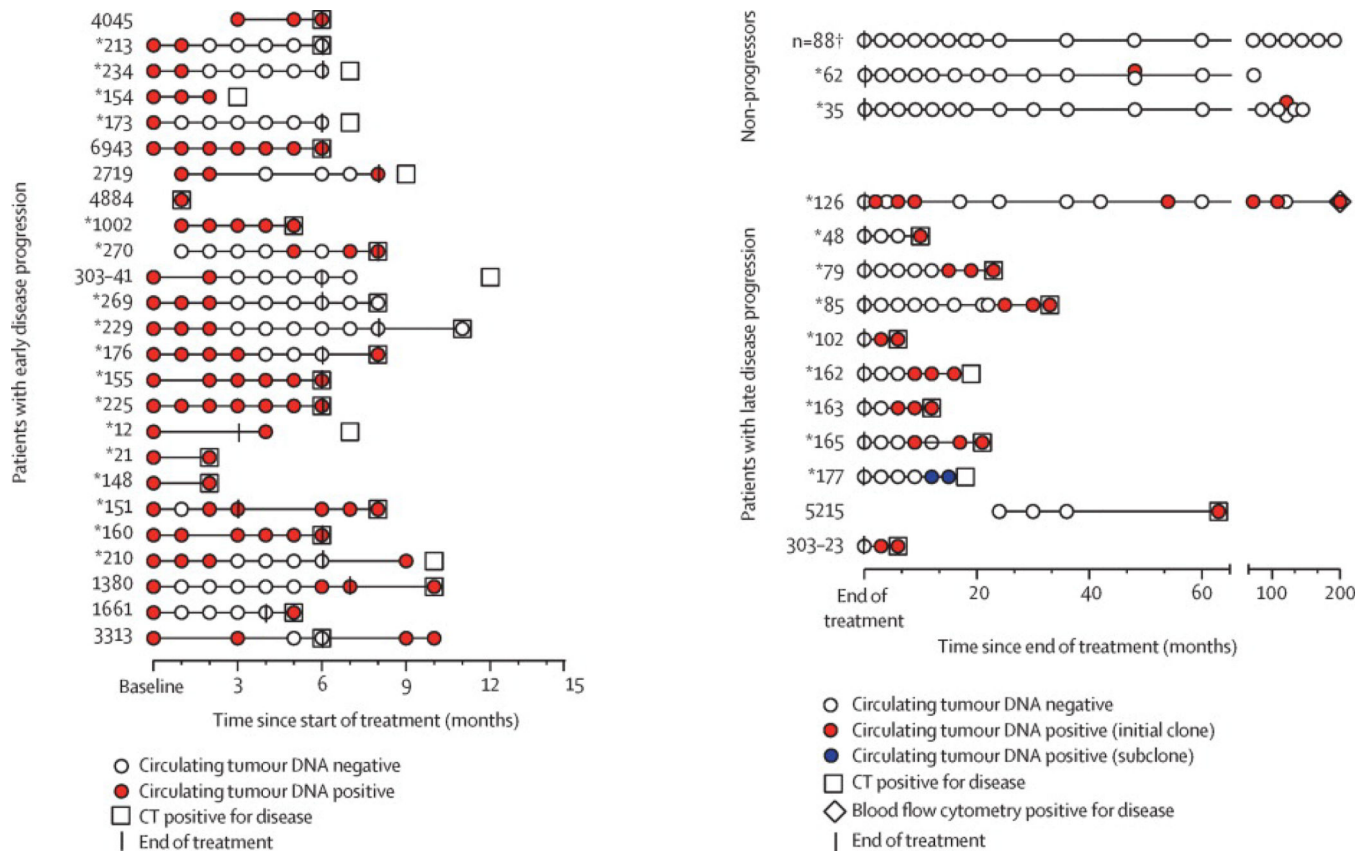 Patients with early disease progression
4045
*213
*234
*154
*173
6943
2719
4884
*1002
*270
303–41
*269
*229
*176
*155
*225
*12
*21
*148
*151
*160
*210
1380
1661
3313
Baseline 3 6 9 12 15
Time since start of treatment (months)
Circulating tumour DNA negative
Circulating tumour DNA positive
CT positive for disease
End of treatment
Non-progressors
n=88†
*62
*35
Patients with late disease progression
*126
*48
*79
*85
*102
*162
*163
*165
*177
5215
303–23
End of treatment 20 40 60 100 200
Time since end of treatment (months)
Circulating tumour DNA negative
Circulating tumour DNA positive (initial clone)
Circulating tumour DNA positive (subclone)
CT positive for disease
Blood flow cytometry positive for disease
End of treatment